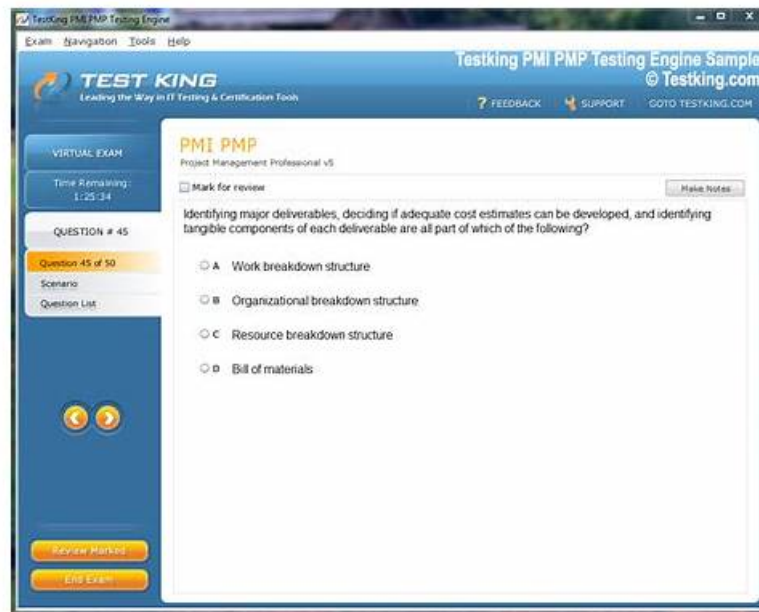 TestKing PMI PMP Testing Engine
Exam Navigation Tools Help
Testking PMI PMP Testing Engine Sample
© Testking.com
TEST KING
Leading the Way in IT Testing & Certification Tools
? FEEDBACK SUPPORT GOTO TESTKING.COM
VIRTUAL EXAM
Time Remaining:
1:25:34
QUESTION # 45
Question 45 of 50
Scenario
Question List
PMI PMP
Project Management Professional v5
Mark for review
Make Notes
Identifying major deliverables, deciding if adequate cost estimates can be developed, and identifying
tangible components of each deliverable are all part of which of the following?
A Work breakdown structure
B Organizational breakdown structure
C Resource breakdown structure
D Bill of materials
Review Marked
End Exam